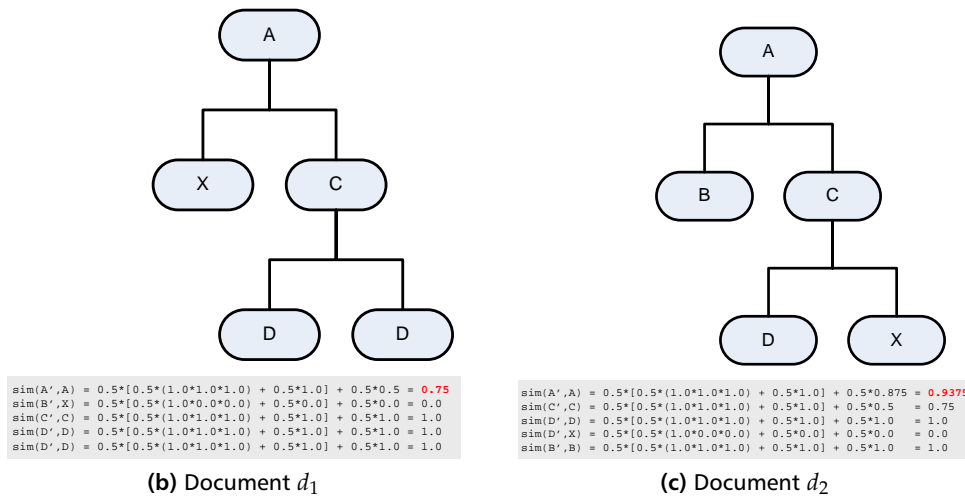 A
X
C
D
D
sim(A',A) = 0.5*[0.5*(1.0*1.0*1.0) + 0.5*1.0] + 0.5*0.5 = 0.75
sim(B',X) = 0.5*[0.5*(1.0*0.0*0.0) + 0.5*0.0] + 0.5*0.0 = 0.0
sim(C',C) = 0.5*[0.5*(1.0*1.0*1.0) + 0.5*1.0] + 0.5*1.0 = 1.0
sim(D',D) = 0.5*[0.5*(1.0*1.0*1.0) + 0.5*1.0] + 0.5*1.0 = 1.0
sim(D',D) = 0.5*[0.5*(1.0*1.0*1.0) + 0.5*1.0] + 0.5*1.0 = 1.0
(b) Document d₁
A
B
C
D
X
sim(A',A) = 0.5*[0.5*(1.0*1.0*1.0) + 0.5*1.0] + 0.5*0.875 = 0.9375
sim(C',C) = 0.5*[0.5*(1.0*1.0*1.0) + 0.5*1.0] + 0.5*0.5 = 0.75
sim(D',D) = 0.5*[0.5*(1.0*1.0*1.0) + 0.5*1.0] + 0.5*1.0 = 1.0
sim(D',X) = 0.5*[0.5*(1.0*0.0*0.0) + 0.5*0.0] + 0.5*0.0 = 0.0
sim(B',B) = 0.5*[0.5*(1.0*1.0*1.0) + 0.5*1.0] + 0.5*1.0 = 1.0
(c) Document d₂